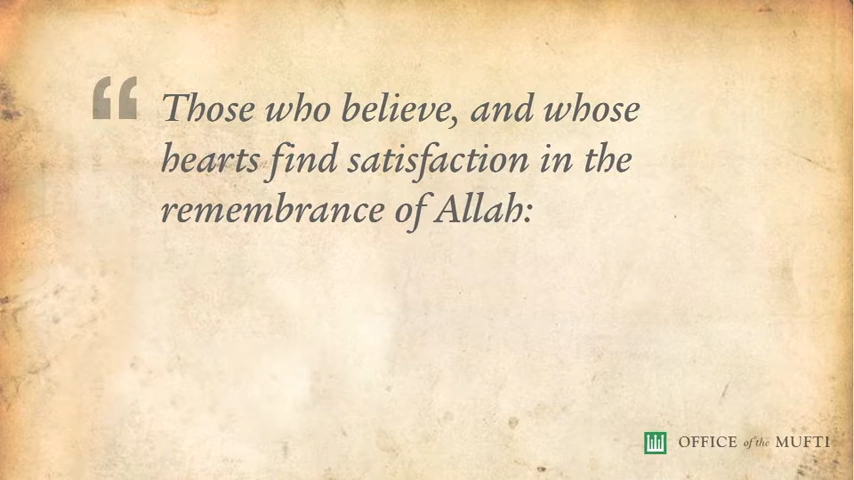 “ Those who believe, and whose
hearts find satisfaction in the
remembrance of Allah:
OFFICE of the MUFTI